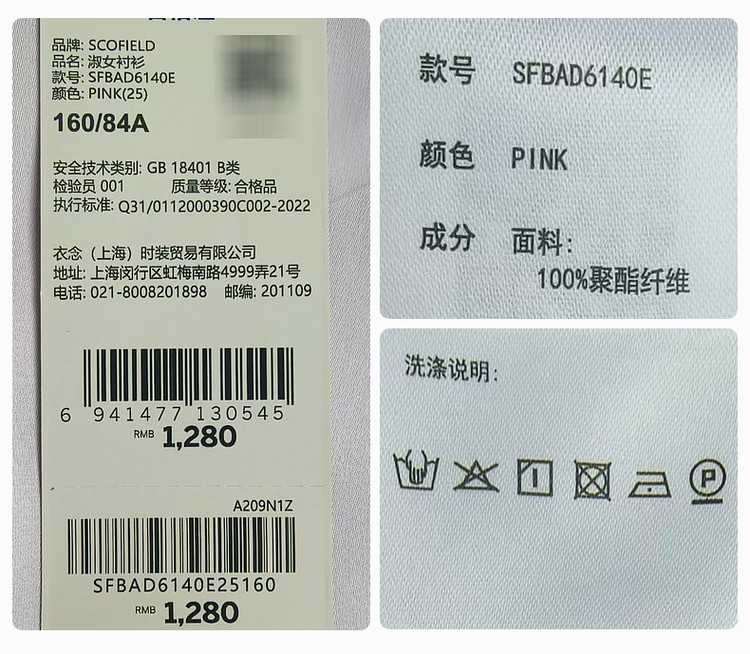 品牌: SCOFIELD
品名: 淑女衬衫
款号: SFBAD6140E
颜色: PINK(25)
160/84A
安全技术类别: GB 18401 B类
检验员 001 质量等级: 合格品
执行标准: Q31/0112000390C002-2022
衣念（上海）时装贸易有限公司
地址: 上海闵行区虹梅南路4999弄21号
电话: 021-8008201898 邮编: 201109
6 941477 130545
RMB 1,280
A209N1Z
SFBAD6140E25160
RMB 1,280
款号 SFBAD6140E
颜色 PINK
成分 面料:
100%聚酯纤维
洗涤说明:
P